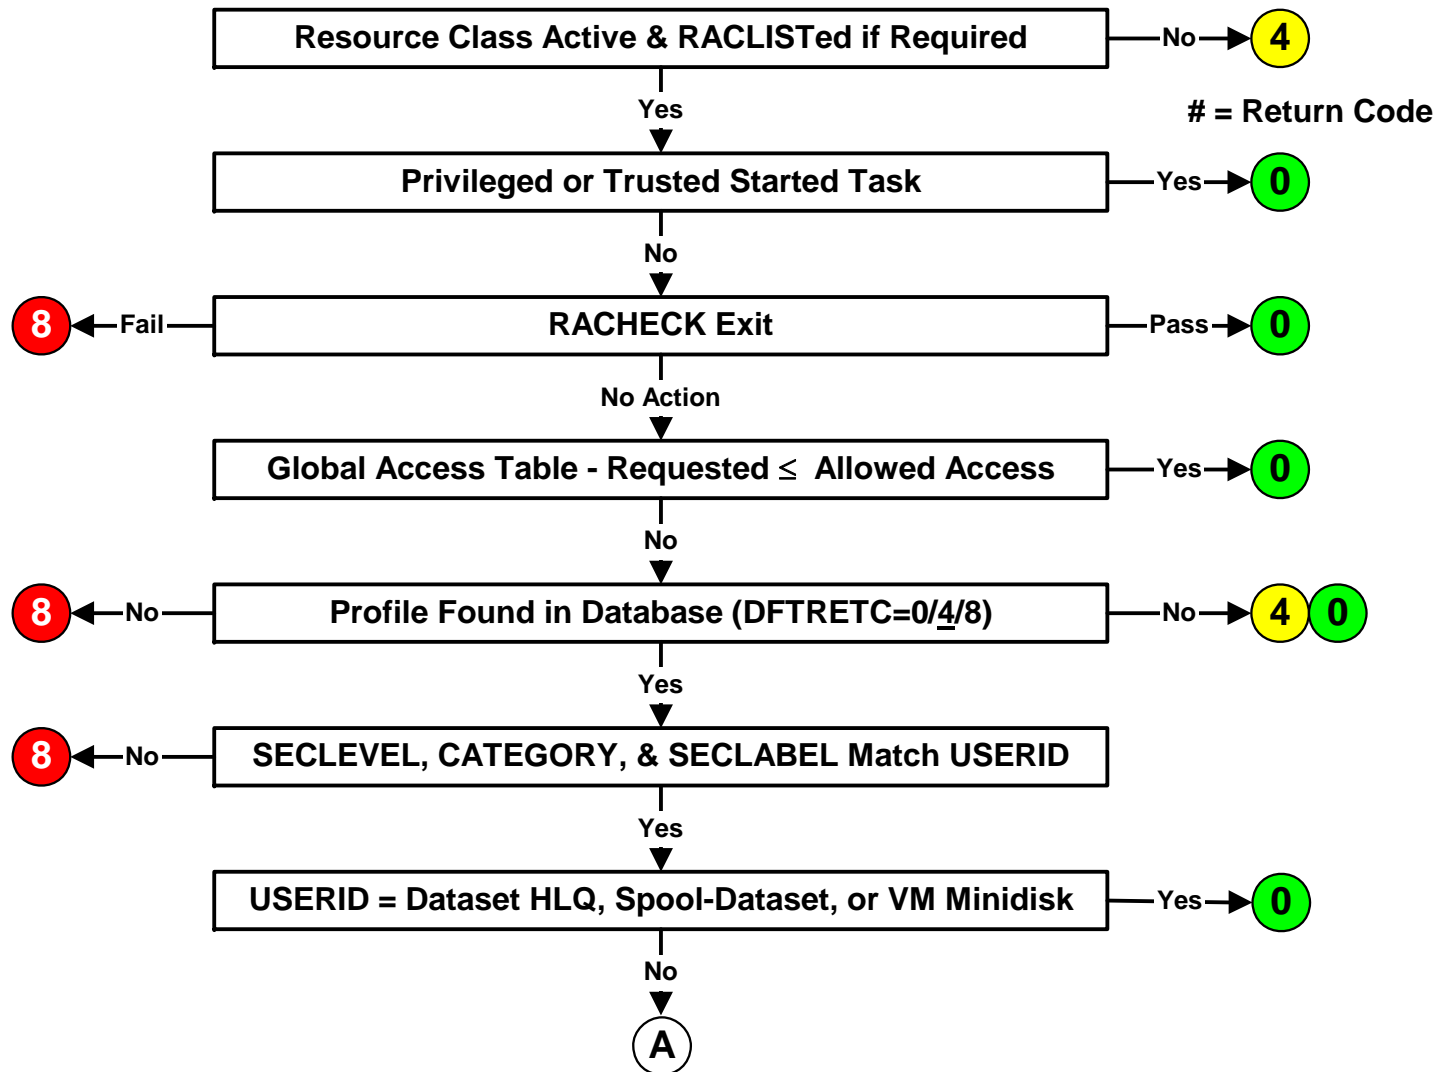 Resource Class Active & RACLISTed if Required
No
4
Yes
# = Return Code
Privileged or Trusted Started Task
Yes
0
No
8
Fail
RACHECK Exit
Pass
0
No Action
Global Access Table - Requested ≤ Allowed Access
Yes
0
No
8
No
Profile Found in Database (DFTRETC=0/4/8)
No
4
0
Yes
8
No
SECLEVEL, CATEGORY, & SECLABEL Match USERID
Yes
USERID = Dataset HLQ, Spool-Dataset, or VM Minidisk
Yes
0
No
A